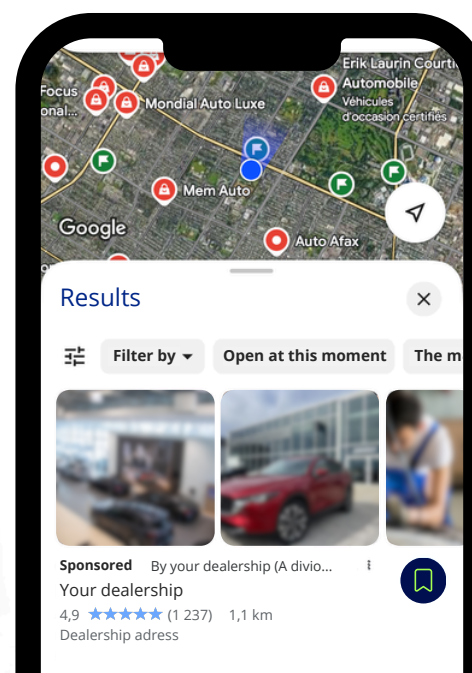 Erik Laurin Courti
Automobile
Véhicules
d'occasion certifiés
Focus
onal...
Mondial Auto Luxe
Mem Auto
Google
Auto Afax
Results
Filter by
Open at this moment
The m
Sponsored By your dealership (A divio...
Your dealership
4,9 (1 237) 1,1 km
Dealership adress